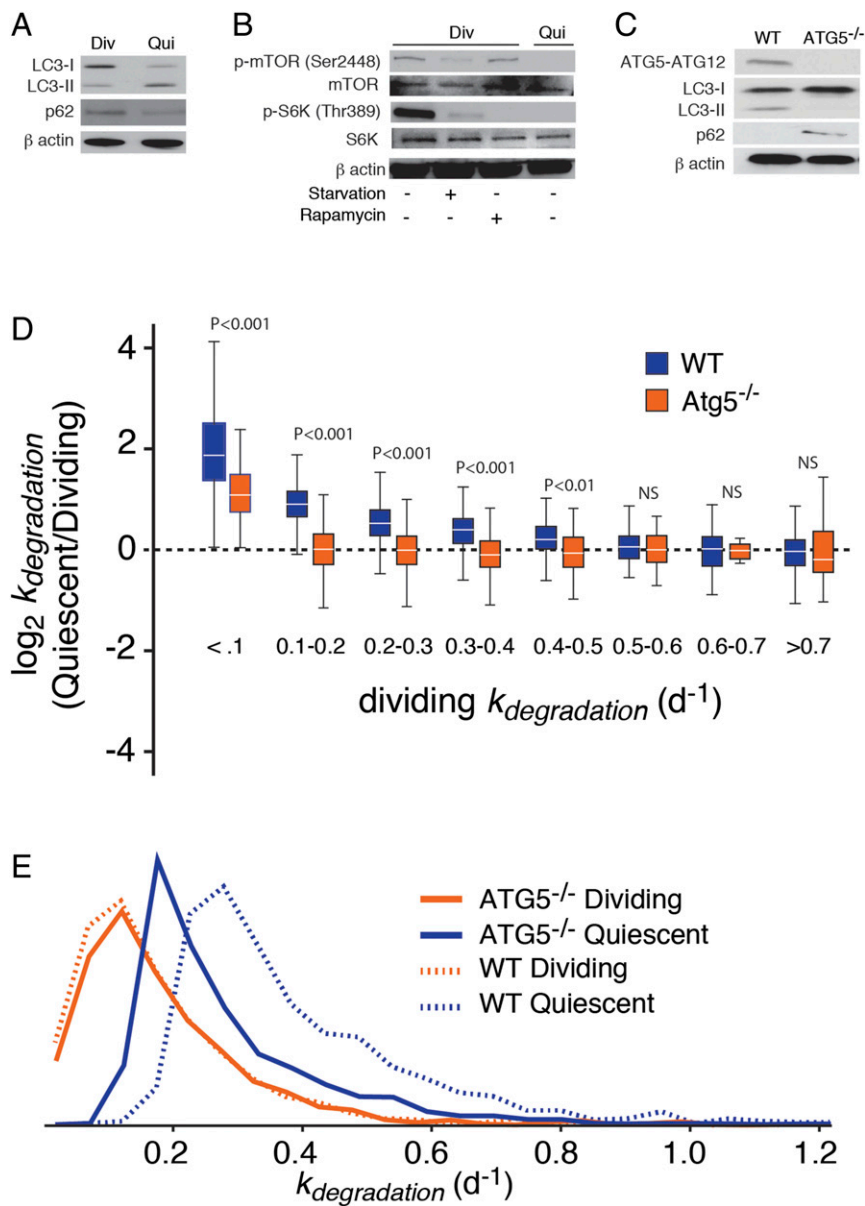 A
Div Qui
LC3-I
LC3-II
p62
β actin
B
Div Qui
p-mTOR (Ser2448)
mTOR
p-S6K (Thr389)
S6K
β actin
Starvation - + - -
Rapamycin - - + -
C
WT ATG5-/-
ATG5-ATG12
LC3-I
LC3-II
p62
β actin
D
log2 kdegradation
(Quiescent/Dividing)
4
2
0
-2
-4
P<0.001
P<0.001
P<0.001
P<0.001
P<0.01
NS
NS
NS
WT
Atg5-/-
< .1 0.1-0.2 0.2-0.3 0.3-0.4 0.4-0.5 0.5-0.6 0.6-0.7 >0.7
dividing kdegradation (d-1)
E
ATG5-/- Dividing
ATG5-/- Quiescent
WT Dividing
WT Quiescent
0.2 0.4 0.6 0.8 1.0 1.2
kdegradation (d-1)